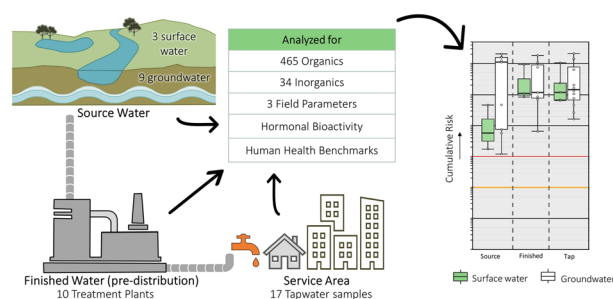 3 surface
water
9 groundwater
Source Water
Analyzed for
465 Organics
34 Inorganics
3 Field Parameters
Hormonal Bioactivity
Human Health Benchmarks
Finished Water (pre-distribution)
10 Treatment Plants
Service Area
17 Tapwater samples
Cumulative Risk
Source
Finished
Tap
Surface water
Groundwater